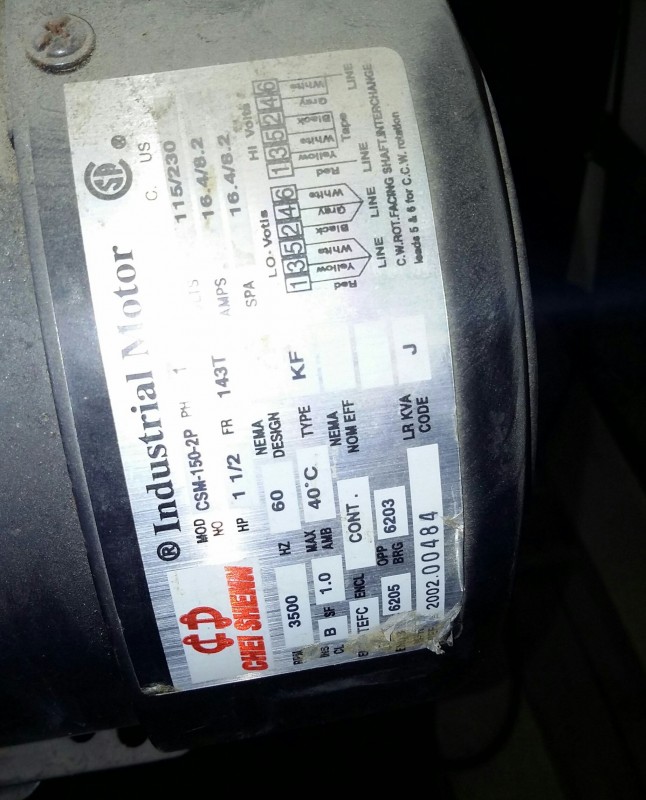 ® Industrial Motor SP ®
C. US
CHEI SHENN
MOD NO CSM-150-2P PH 1 115/230
HP 1 1/2 FR 143T AMPS 16.4/8.2
NEMA DESIGN SPA 16.4/8.2
RPM 3500 HZ 60 TYPE KF
CL B SF 1.0 MAX AMB 40°C NEMA NOM EFF
TEFC ENCL CONT.
6205 OPP BRG 6203 LR KVA CODE J
2002.00484
LO-Volts HI Volts
1 3 5 2 4 6 1 3 5 2 4 6
Red Yellow White Black Gray White Red Yellow White Black Gray White
Tape
LINE LINE LINE LINE
C.W.ROT.FACING SHAFT.INTERCHANGE
leads 5 & 6 for C.C.W. rotation